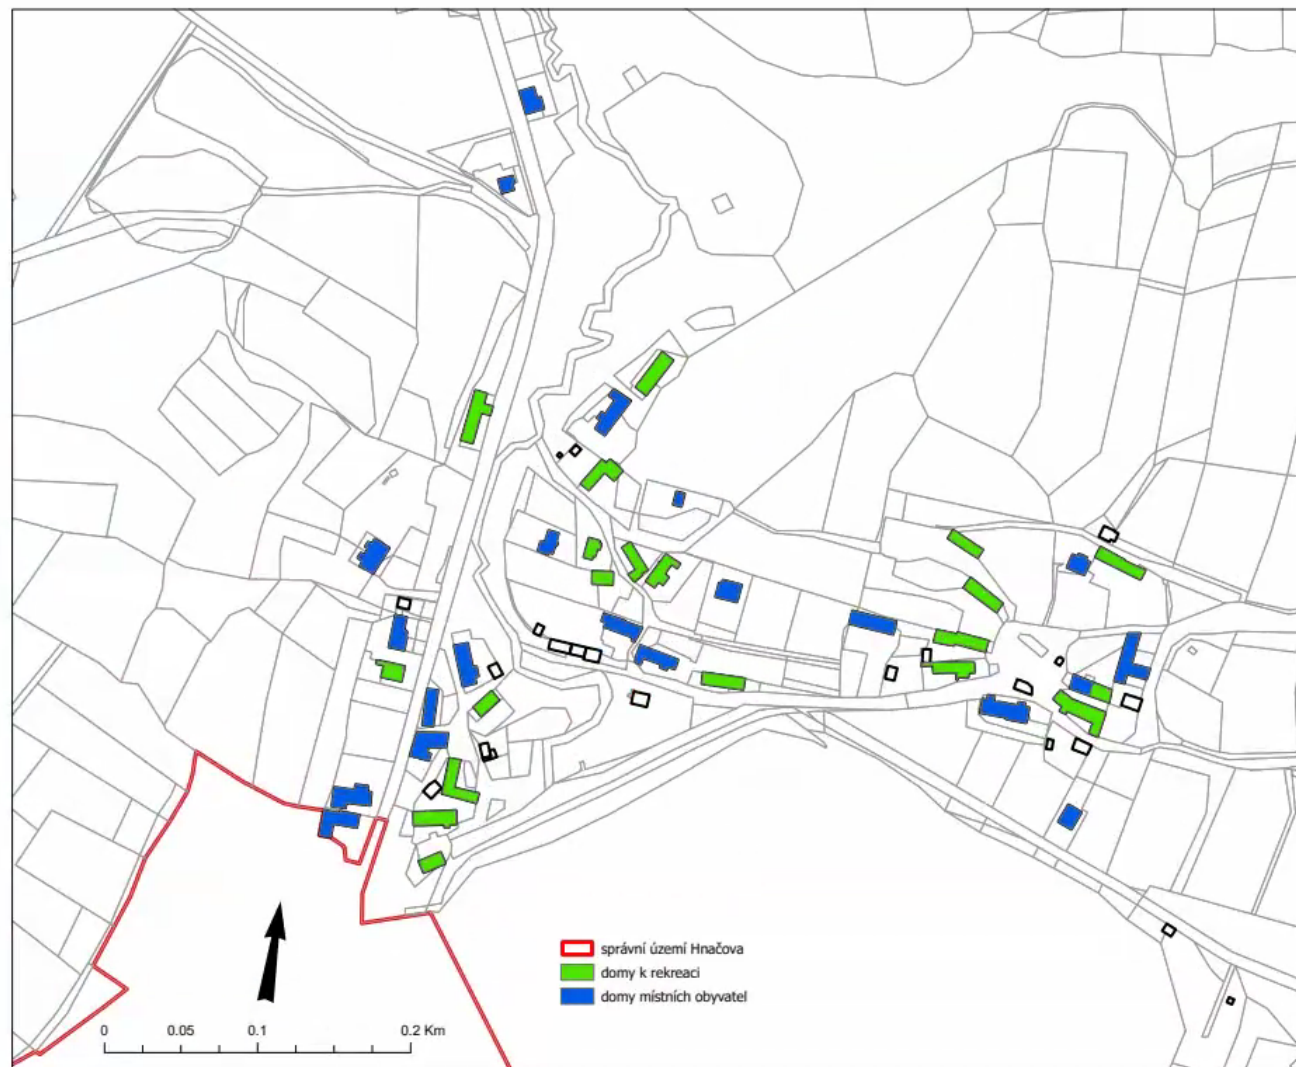 správní území Hnačova
domy k rekreaci
domy místních obyvatel
0 0.05 0.1 0.2 Km